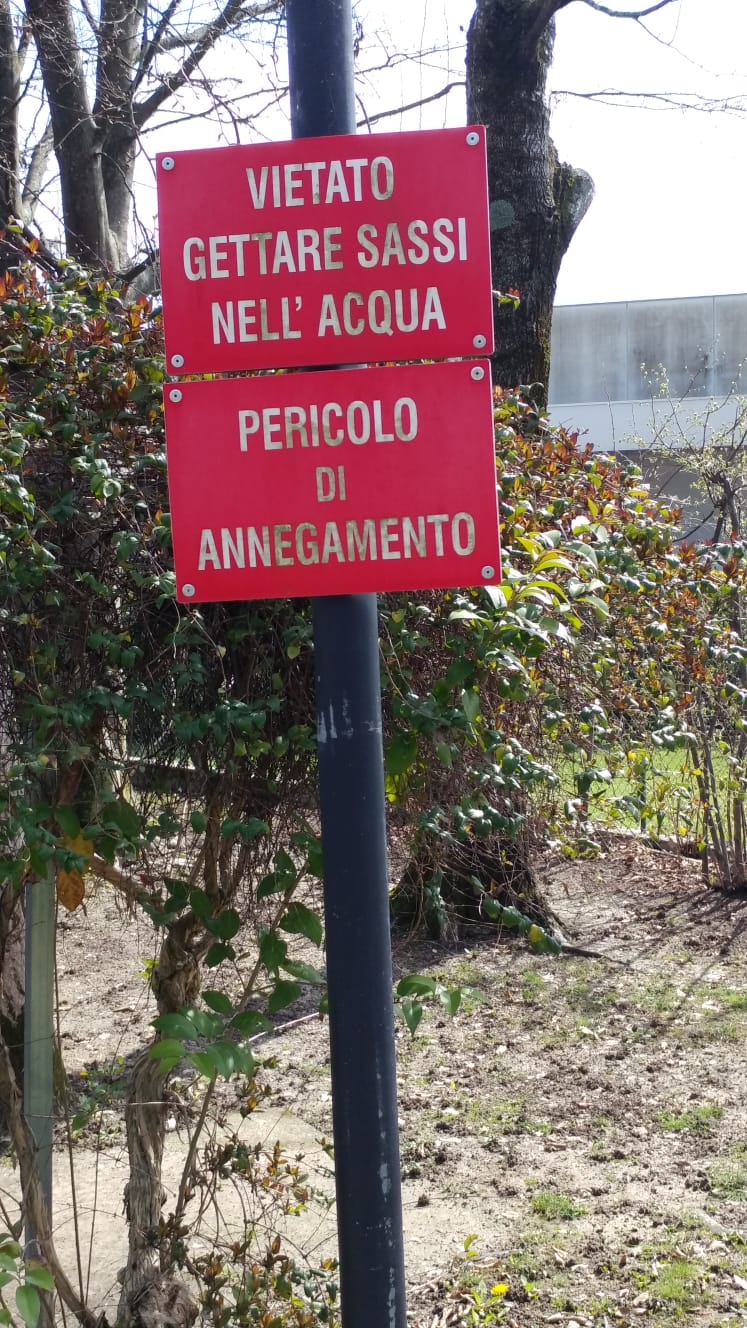 VIETATO
GETTARE SASSI
NELL' ACQUA
PERICOLO
DI
ANNEGAMENTO